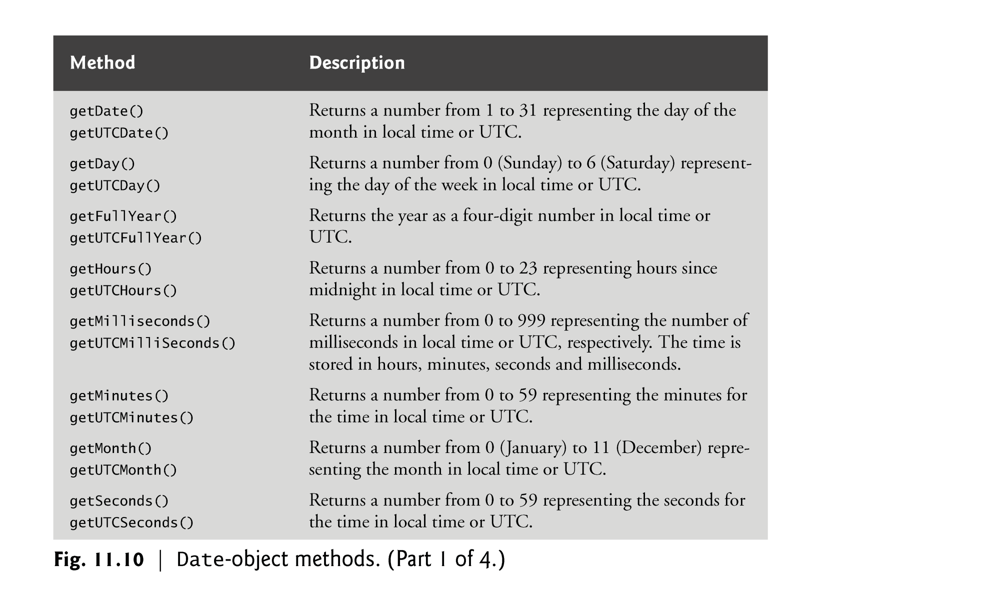 Method Description
getDate() Returns a number from 1 to 31 representing the day of the
getUTCDate() month in local time or UTC.
getDay() Returns a number from 0 (Sunday) to 6 (Saturday) represent-
getUTCDay() ing the day of the week in local time or UTC.
getFullYear() Returns the year as a four-digit number in local time or
getUTCFullYear() UTC.
getHours() Returns a number from 0 to 23 representing hours since
getUTCHours() midnight in local time or UTC.
getMilliseconds() Returns a number from 0 to 999 representing the number of
getUTCMilliSeconds() milliseconds in local time or UTC, respectively. The time is
stored in hours, minutes, seconds and milliseconds.
getMinutes() Returns a number from 0 to 59 representing the minutes for
getUTCMinutes() the time in local time or UTC.
getMonth() Returns a number from 0 (January) to 11 (December) repre-
getUTCMonth() senting the month in local time or UTC.
getSeconds() Returns a number from 0 to 59 representing the seconds for
getUTCSeconds() the time in local time or UTC.
Fig. 11.10 | Date-object methods. (Part 1 of 4.)